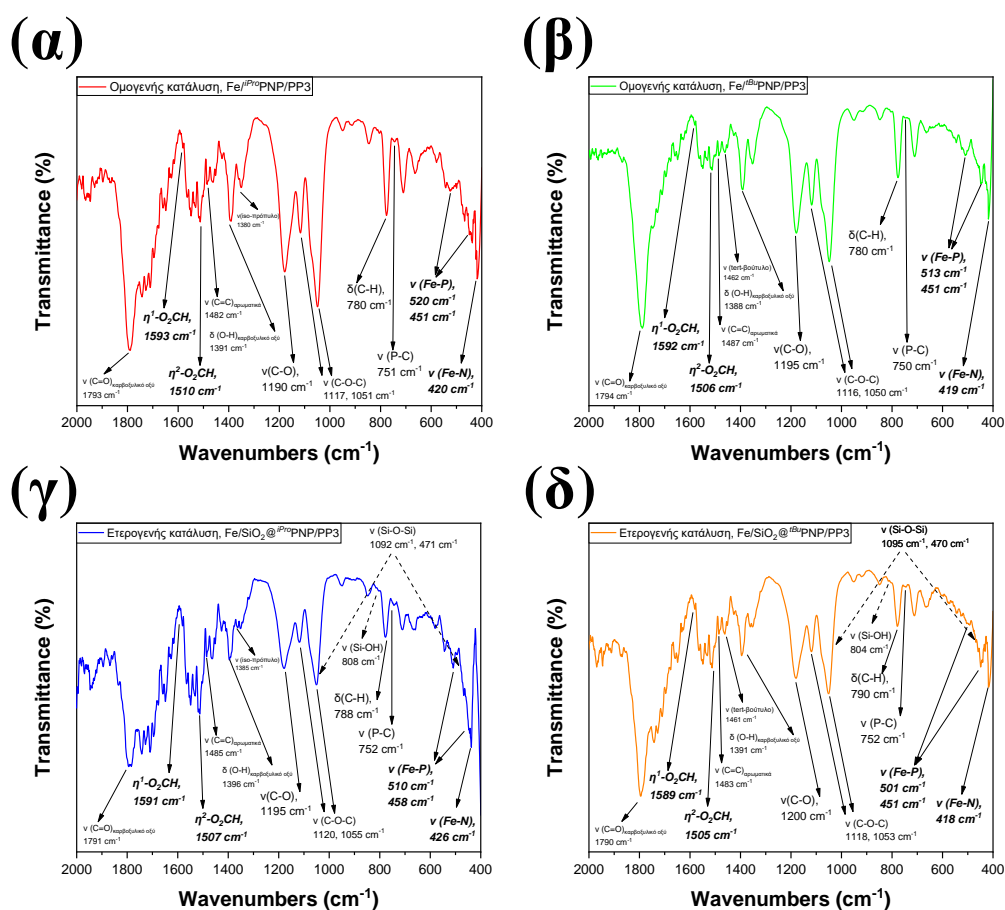 (α)
Ομογενής κατάλυση, Fe/iProPNP/PP3
Transmittance (%)
ν(iso-πρόπυλο)
1380 cm-1
ν (C=C)αρωματικά
1482 cm-1
δ (O-H)καρβοξυλικό οξύ
1391 cm-1
η1-O2CH,
1593 cm-1
η2-O2CH,
1510 cm-1
ν (C=O)καρβοξυλικό οξύ
1793 cm-1
ν(C-O),
1190 cm-1
ν (C-O-C)
1117, 1051 cm-1
δ(C-H),
780 cm-1
ν (P-C)
751 cm-1
ν (Fe-P),
520 cm-1
451 cm-1
ν (Fe-N),
420 cm-1
2000 1800 1600 1400 1200 1000 800 600 400
Wavenumbers (cm-1)
(β)
Ομογενής κατάλυση, Fe/tBuPNP/PP3
Transmittance (%)
ν (tert-βούτυλο)
1462 cm-1
δ (O-H)καρβοξυλικό οξύ
1388 cm-1
ν (C=C)αρωματικά
1487 cm-1
η1-O2CH,
1592 cm-1
η2-O2CH,
1506 cm-1
ν (C=O)καρβοξυλικό οξύ
1794 cm-1
ν(C-O),
1195 cm-1
ν (C-O-C)
1116, 1050 cm-1
δ(C-H),
780 cm-1
ν (P-C)
750 cm-1
ν (Fe-P),
513 cm-1
451 cm-1
ν (Fe-N),
419 cm-1
2000 1800 1600 1400 1200 1000 800 600 400
Wavenumbers (cm-1)
(γ)
Ετερογενής κατάλυση, Fe/SiO2@iProPNP/PP3
Transmittance (%)
ν (Si-O-Si)
1092 cm-1, 471 cm-1
ν (iso-πρόπυλο)
1385 cm-1
ν (Si-OH)
808 cm-1
ν (C=C)αρωματικά
1485 cm-1
δ (O-H)καρβοξυλικό οξύ
1396 cm-1
η1-O2CH,
1591 cm-1
η2-O2CH,
1507 cm-1
ν (C=O)καρβοξυλικό οξύ
1791 cm-1
ν(C-O),
1195 cm-1
ν (C-O-C)
1120, 1055 cm-1
δ(C-H),
788 cm-1
ν (P-C)
752 cm-1
ν (Fe-P),
510 cm-1
458 cm-1
ν (Fe-N),
426 cm-1
2000 1800 1600 1400 1200 1000 800 600 400
Wavenumbers (cm-1)
(δ)
Ετερογενής κατάλυση, Fe/SiO2@tBuPNP/PP3
Transmittance (%)
ν (Si-O-Si)
1095 cm-1, 470 cm-1
ν (Si-OH)
804 cm-1
ν (tert-βούτυλο)
1461 cm-1
δ (O-H)καρβοξυλικό οξύ
1391 cm-1
ν (C=C)αρωματικά
1483 cm-1
η1-O2CH,
1589 cm-1
η2-O2CH,
1505 cm-1
ν (C=O)καρβοξυλικό οξύ
1790 cm-1
ν(C-O),
1200 cm-1
ν (C-O-C)
1118, 1053 cm-1
δ(C-H),
790 cm-1
ν (P-C)
752 cm-1
ν (Fe-P),
501 cm-1
451 cm-1
ν (Fe-N),
418 cm-1
2000 1800 1600 1400 1200 1000 800 600 400
Wavenumbers (cm-1)